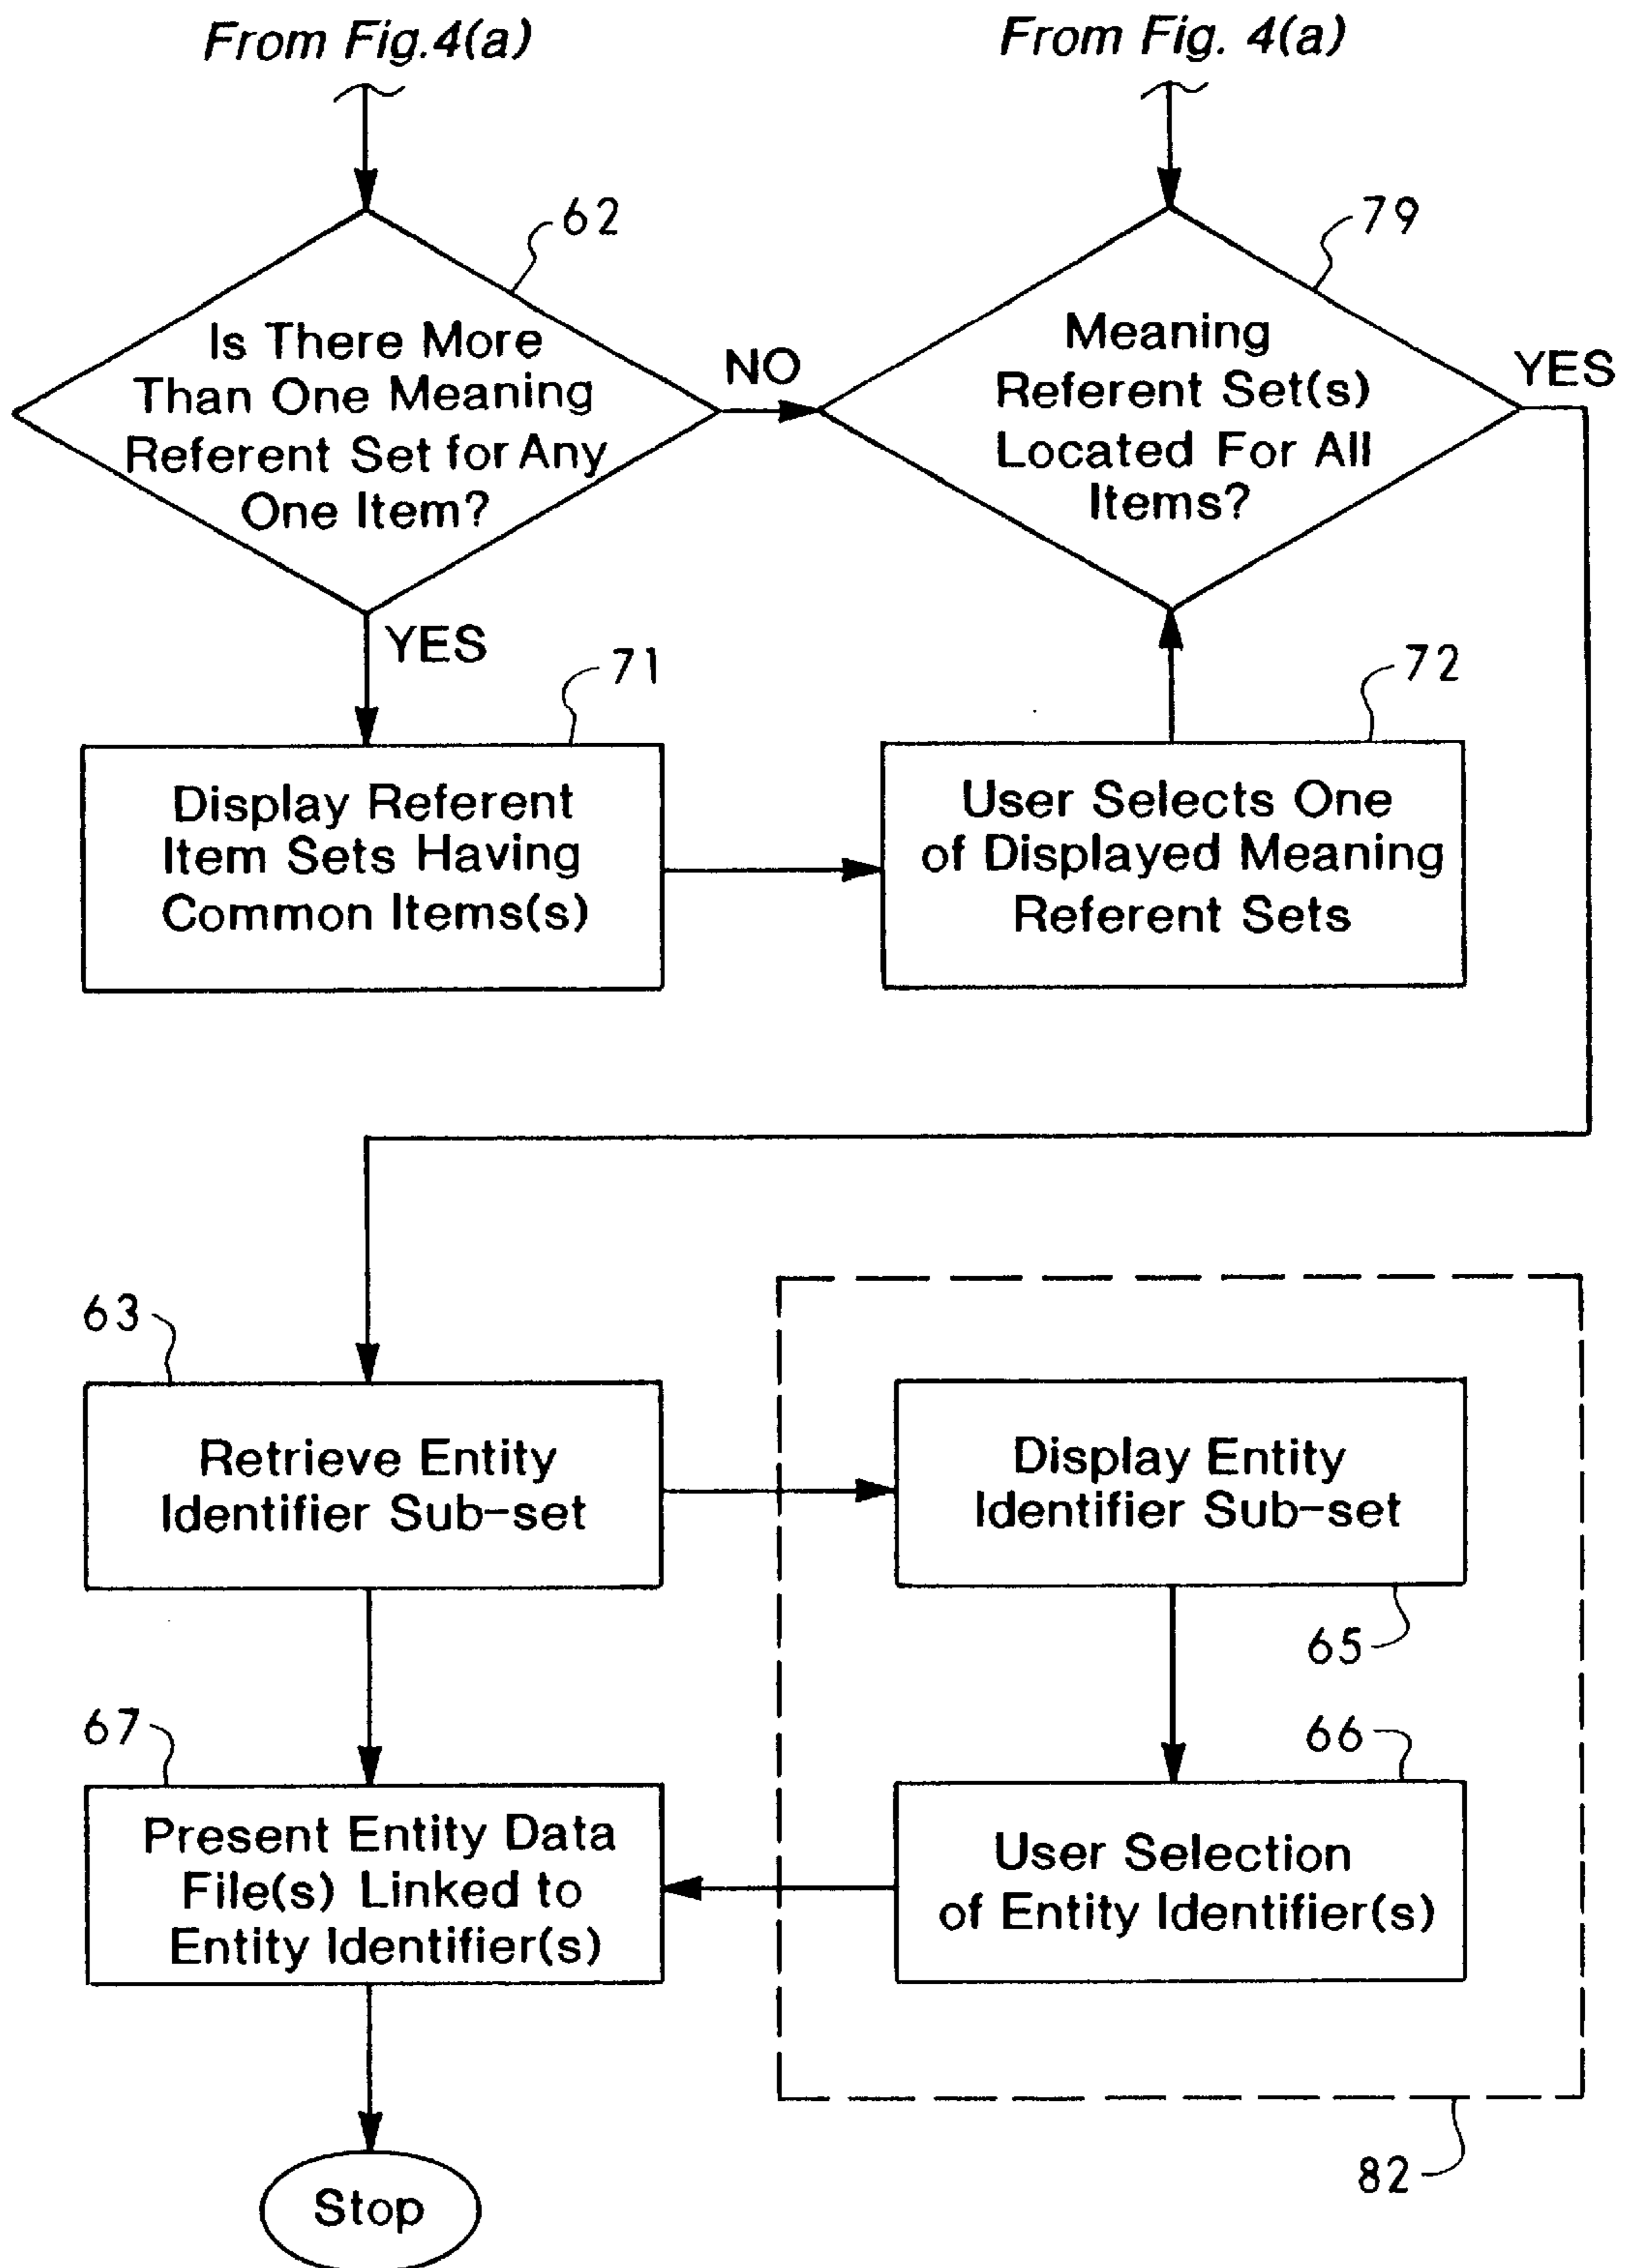 From Fig.4(a)
From Fig. 4(a)
62
79
Is There More
Than One Meaning
Referent Set for Any
One Item?
NO
Meaning
Referent Set(s)
Located For All
Items?
YES
YES
71
72
Display Referent
Item Sets Having
Common Items(s)
User Selects One
of Displayed Meaning
Referent Sets
63
Retrieve Entity
Identifier Sub-set
Display Entity
Identifier Sub-set
65
67
66
Present Entity Data
File(s) Linked to
Entity Identifier(s)
User Selection
of Entity Identifier(s)
82
Stop